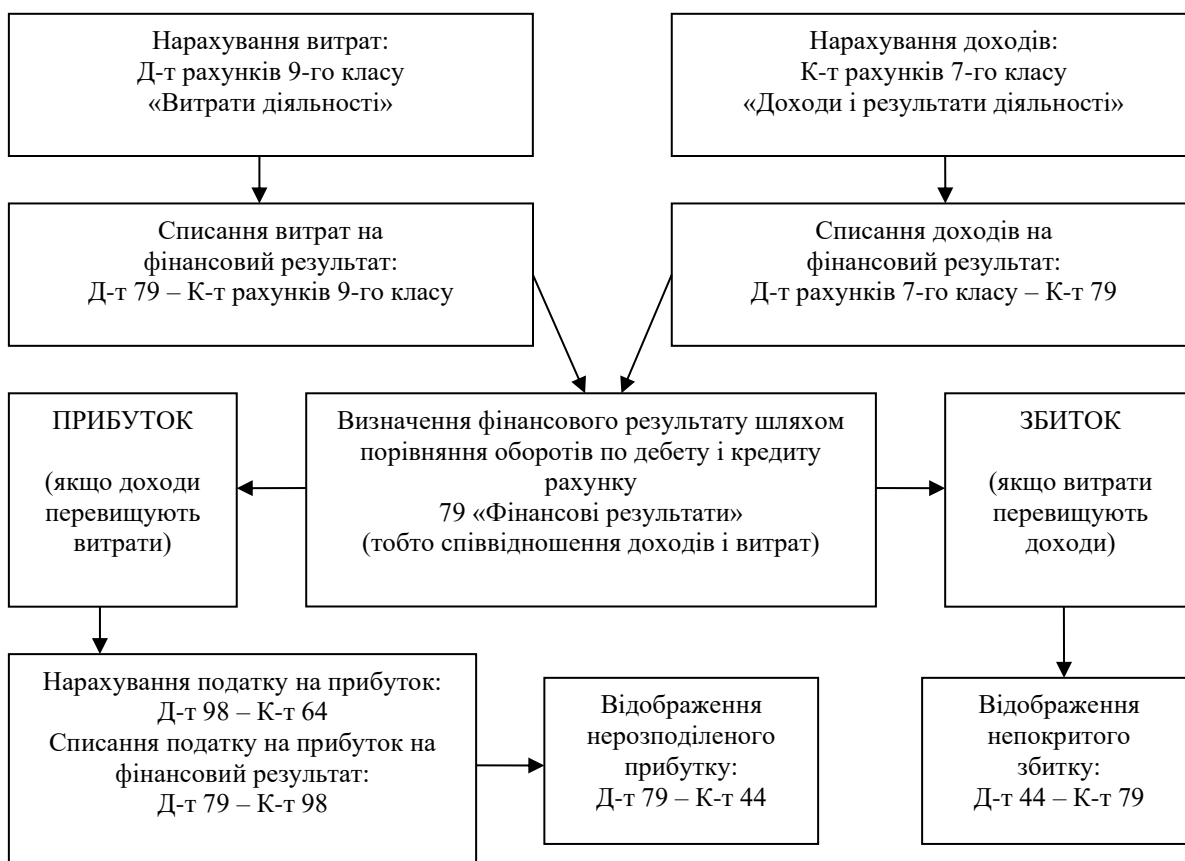 Нарахування витрат:
Д-т рахунків 9-го класу
«Витрати діяльності»
Нарахування доходів:
К-т рахунків 7-го класу
«Доходи і результати діяльності»
Списання витрат на
фінансовий результат:
Д-т 79 – К-т рахунків 9-го класу
Списання доходів на
фінансовий результат:
Д-т рахунків 7-го класу – К-т 79
ПРИБУТОК
(якщо доходи
перевищують
витрати)
Визначення фінансового результату шляхом
порівняння оборотів по дебету і кредиту
рахунку
79 «Фінансові результати»
(тобто співвідношення доходів і витрат)
ЗБИТОК
(якщо витрати
перевищують
доходи)
Нарахування податку на прибуток:
Д-т 98 – К-т 64
Списання податку на прибуток на
фінансовий результат:
Д-т 79 – К-т 98
Відображення
нерозподіленого
прибутку:
Д-т 79 – К-т 44
Відображення
непокритого
збитку:
Д-т 44 – К-т 79